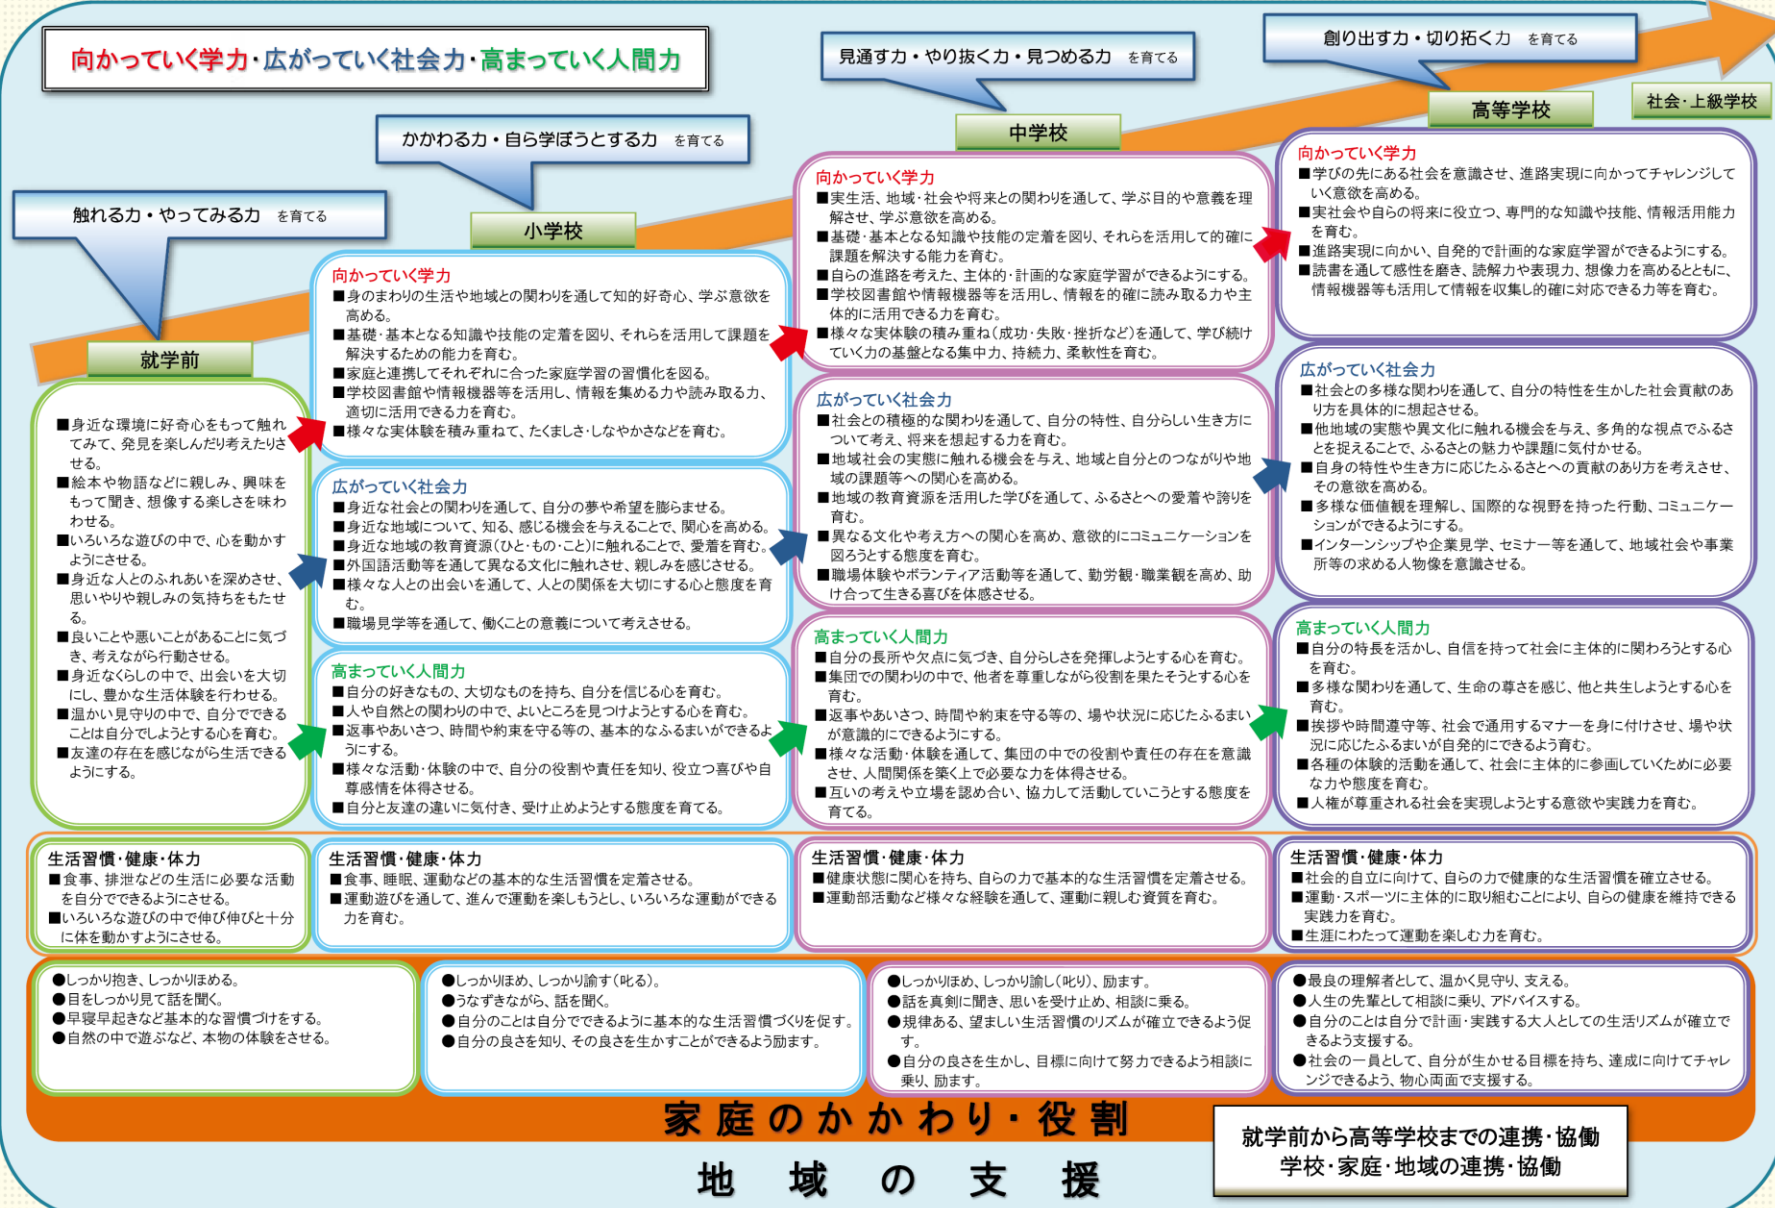 向かっていく学力・広がっていく社会力・高まっていく人間力
触れる力・やってみる力 を育てる
かかわる力・自ら学ぼうとする力 を育てる
見通す力・やり抜く力・見つめる力 を育てる
創り出す力・切り拓く力 を育てる
就学前
■身近な環境に好奇心をもって触れ
てみて、発見を楽しんだり考えたりさ
せる。
■絵本や物語などに親しみ、興味を
もって聞き、想像する楽しさを味わ
わせる。
■いろいろな遊びの中で、心を動かす
ようにさせる。
■身近な人とのふれあいを深めさせ、
思いやりや親しみの気持ちをもたせ
る。
■良いことや悪いことがあることに気づ
き、考えながら行動させる。
■身近なくらしの中で、出会いを大切
にし、豊かな生活体験を行わせる。
■温かい見守りの中で、自分でできる
ことは自分でしようとする心を育む。
■友達の存在を感じながら生活できる
ようにする。
小学校
向かっていく学力
■身のまわりの生活や地域との関わりを通して知的好奇心、学ぶ意欲を
高める。
■基礎・基本となる知識や技能の定着を図り、それらを活用して課題を
解決するための能力を育む。
■家庭と連携してそれぞれに合った家庭学習の習慣化を図る。
■学校図書館や情報機器等を活用し、情報を集める力や読み取る力、
適切に活用できる力を育む。
■様々な実体験を積み重ねて、たくましさ・しなやかさなどを育む。
広がっていく社会力
■身近な社会との関わりを通して、自分の夢や希望を膨らませる。
■身近な地域について、知る、感じる機会を与えることで、関心を高める。
■身近な地域の教育資源(ひと・もの・こと)に触れることで、愛着を育む。
■外国語活動等を通して異なる文化に触れさせ、親しみを感じさせる。
■様々な人との出会いを通して、人との関係を大切にする心と態度を育
む。
■職場見学等を通して、働くことの意義について考えさせる。
高まっていく人間力
■自分の好きなもの、大切なものを持ち、自分を信じる心を育む。
■人や自然との関わりの中で、よいところを見つけようとする心を育む。
■返事やあいさつ、時間や約束を守る等の、基本的なふるまいができるよ
うにする。
■様々な活動・体験の中で、自分の役割や責任を知り、役立つ喜びや自
尊感情を体得させる。
■自分と友達の違いに気付き、受け止めようとする態度を育てる。
中学校
向かっていく学力
■実生活、地域・社会や将来との関わりを通して、学ぶ目的や意義を理
解させ、学ぶ意欲を高める。
■基礎・基本となる知識や技能の定着を図り、それらを活用して的確に
課題を解決する能力を育む。
■自らの進路を考えた、主体的・計画的な家庭学習ができるようにする。
■学校図書館や情報機器等を活用し、情報を的確に読み取る力や主
体的に活用できる力を育む。
■様々な実体験の積み重ね(成功・失敗・挫折など)を通して、学び続け
ていく力の基盤となる集中力、持続力、柔軟性を育む。
広がっていく社会力
■社会との積極的な関わりを通して、自分の特性、自分らしい生き方に
ついて考え、将来を想起する力を育む。
■地域社会の実態に触れる機会を与え、地域と自分とのつながりや地
域の課題等への関心を高める。
■地域の教育資源を活用した学びを通して、ふるさとへの愛着や誇りを
育む。
■異なる文化や考え方への関心を高め、意欲的にコミュニケーションを
図ろうとする態度を育む。
■職場体験やボランティア活動等を通して、勤労観・職業観を高め、助
け合って生きる喜びを体感させる。
高まっていく人間力
■自分の長所や欠点に気づき、自分らしさを発揮しようとする心を育む。
■集団での関わりの中で、他者を尊重しながら役割を果たそうとする心を
育む。
■返事やあいさつ、時間や約束を守る等の、場や状況に応じたふるまい
が意識的にできるようにする。
■様々な活動・体験を通して、集団の中での役割や責任の存在を意識
させ、人間関係を築く上で必要な力を体得させる。
■互いの考えや立場を認め合い、協力して活動していこうとする態度を
育てる。
高等学校
社会・上級学校
向かっていく学力
■学びの先にある社会を意識させ、進路実現に向かってチャレンジして
いく意欲を高める。
■実社会や自らの将来に役立つ、専門的な知識や技能、情報活用能力
を育む。
■進路実現に向かい、自発的で計画的な家庭学習ができるようにする。
■読書を通して感性を磨き、読解力や表現力、想像力を高めるとともに、
情報機器等も活用して情報を収集し的確に対応できる力等を育む。
広がっていく社会力
■社会との多様な関わりを通して、自分の特性を生かした社会貢献のあ
り方を具体的に想起させる。
■他地域の実態や異文化に触れる機会を与え、多角的な視点でふるさ
とを捉えることで、ふるさとの魅力や課題に気付かせる。
■自身の特性や生き方に応じたふるさとへの貢献のあり方を考えさせ、
その意欲を高める。
■多様な価値観を理解し、国際的な視野を持った行動、コミュニケー
ションができるようにする。
■インターンシップや企業見学、セミナー等を通して、地域社会や事業
所等の求める人物像を意識させる。
高まっていく人間力
■自分の特長を活かし、自信を持って社会に主体的に関わろうとする心
を育む。
■多様な関わりを通して、生命の尊さを感じ、他と共生しようとする心を
育む。
■挨拶や時間遵守等、社会で通用するマナーを身に付けさせ、場や状
況に応じたふるまいが自発的にできるよう育む。
■各種の体験的活動を通して、社会に主体的に参画していくために必要
な力や態度を育む。
■人権が尊重される社会を実現しようとする意欲や実践力を育む。
生活習慣・健康・体力
■食事、排泄などの生活に必要な活動
を自分でできるようにさせる。
■いろいろな遊びの中で伸び伸びと十分
に体を動かすようにさせる。
生活習慣・健康・体力
■食事、睡眠、運動などの基本的な生活習慣を定着させる。
■運動遊びを通して、進んで運動を楽しもうとし、いろいろな運動ができる
力を育む。
生活習慣・健康・体力
■健康状態に関心を持ち、自らの力で基本的な生活習慣を定着させる。
■運動部活動など様々な経験を通して、運動に親しむ資質を育む。
生活習慣・健康・体力
■社会的自立に向けて、自らの力で健康的な生活習慣を確立させる。
■運動・スポーツに主体的に取り組むことにより、自らの健康を維持できる
実践力を育む。
■生涯にわたって運動を楽しむ力を育む。
●しっかり抱き、しっかりほめる。
●目をしっかり見て話を聞く。
●早寝早起きなど基本的な習慣づけをする。
●自然の中で遊ぶなど、本物の体験をさせる。
●しっかりほめ、しっかり諭す(叱る)。
●うなずきながら、話を聞く。
●自分のことは自分でできるように基本的な生活習慣づくりを促す。
●自分の良さを知り、その良さを生かすことができるよう励ます。
●しっかりほめ、しっかり諭し(叱り)、励ます。
●話を真剣に聞き、思いを受け止め、相談に乗る。
●規律ある、望ましい生活習慣のリズムが確立できるよう促
す。
●自分の良さを生かし、目標に向けて努力できるよう相談に
乗り、励ます。
●最良の理解者として、温かく見守り、支える。
●人生の先輩として相談に乗り、アドバイスする。
●自分のことは自分で計画・実践する大人としての生活リズムが確立で
きるよう支援する。
●社会の一員として、自分が生かせる目標を持ち、達成に向けてチャレ
ンジできるよう、物心両面で支援する。
家庭のかかわり・役割
地域の支援
就学前から高等学校までの連携・協働
学校・家庭・地域の連携・協働